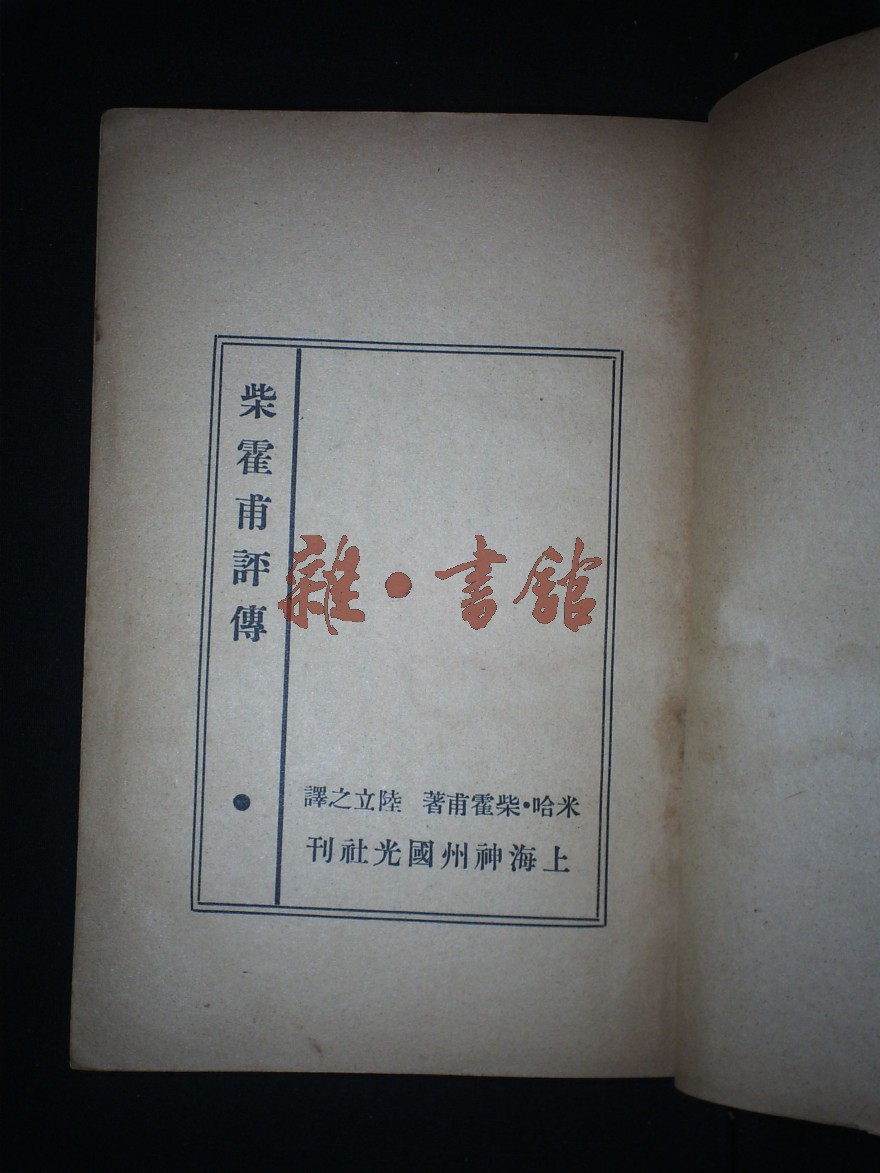 柴霍甫評傳
雜·書館
米哈·柴霍甫著 陸立之譯
上海神州國光社刊